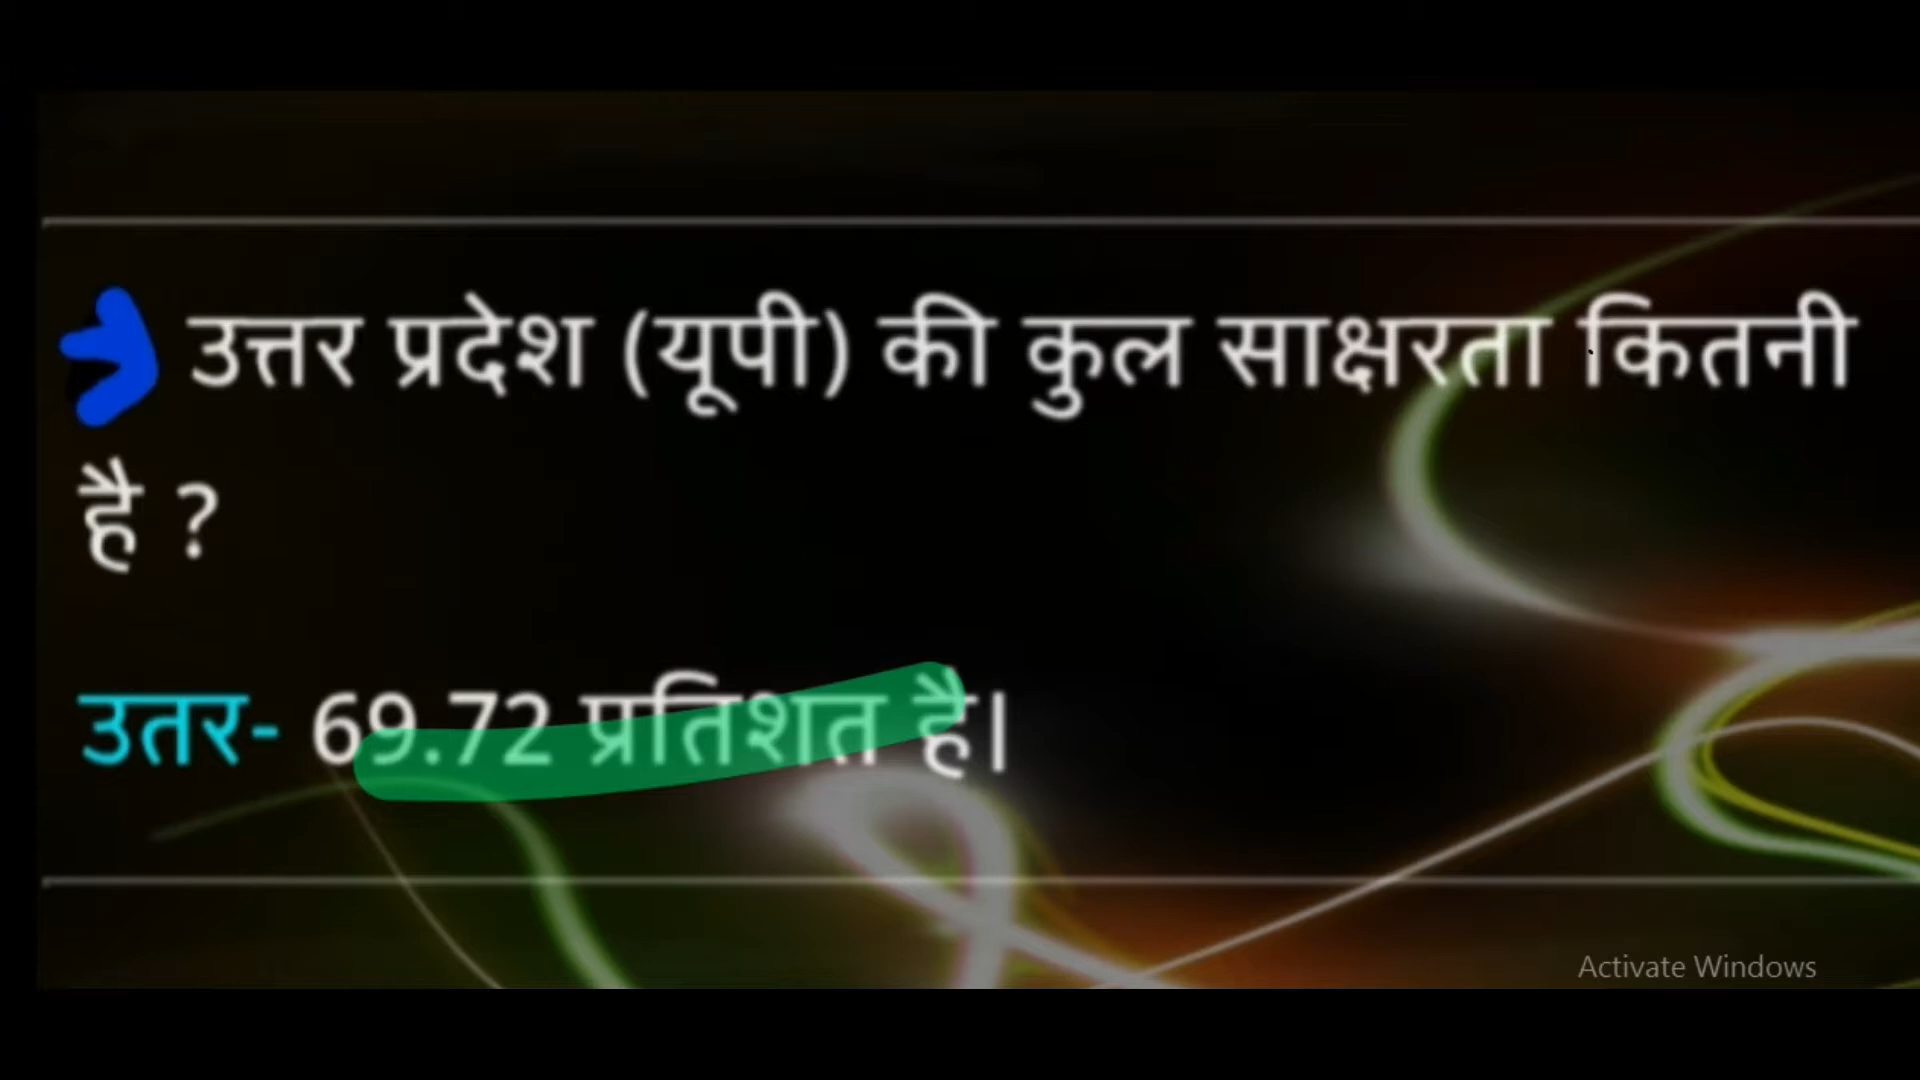 उत्तर प्रदेश (यूपी) की कुल साक्षरता कितनी
है ?
उतर- 69.72 प्रतिशत है।
Activate Windows